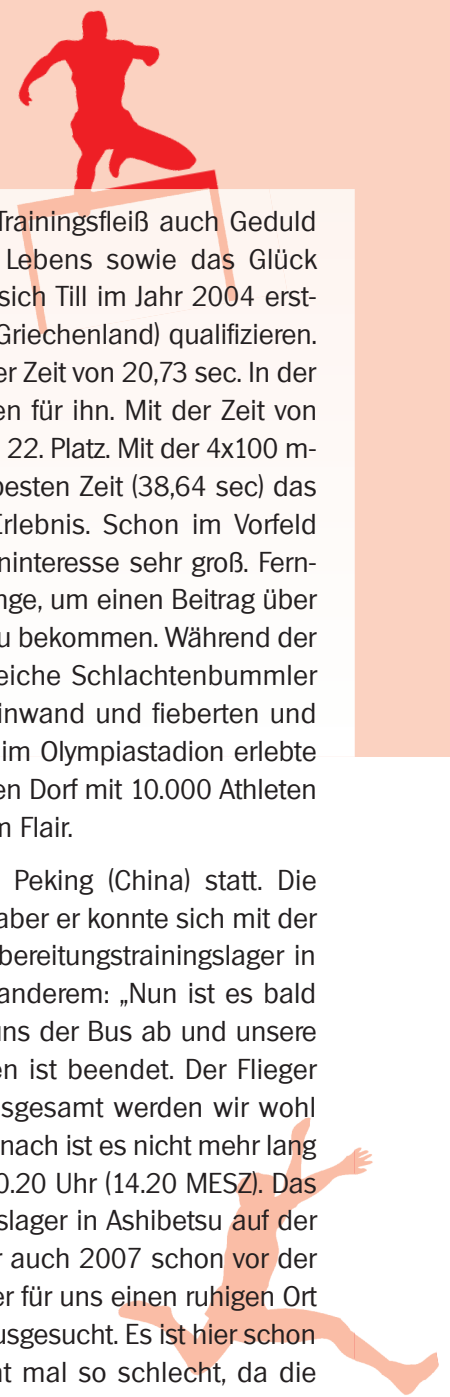 Trainingsfleiß auch Geduld
Lebens sowie das Glück
sich Till im Jahr 2004 erst-
Griechenland) qualifizieren.
er Zeit von 20,73 sec. In der
en für ihn. Mit der Zeit von
22. Platz. Mit der 4x100 m-
besten Zeit (38,64 sec) das
Erlebnis. Schon im Vorfeld
ninteresse sehr groß. Fern-
nge, um einen Beitrag über
zu bekommen. Während der
eiche Schlachtenbummler
inwand und fieberten und
im Olympiastadion erlebte
en Dorf mit 10.000 Athleten
m Flair.
Peking (China) statt. Die
aber er konnte sich mit der
bereitungstrainingslager in
anderem: „Nun ist es bald
uns der Bus ab und unsere
en ist beendet. Der Flieger
nsgesamt werden wir wohl
nach ist es nicht mehr lang
0.20 Uhr (14.20 MESZ). Das
slager in Ashibetsu auf der
r auch 2007 schon vor der
er für uns einen ruhigen Ort
usgesucht. Es ist hier schon
ht mal so schlecht, da die